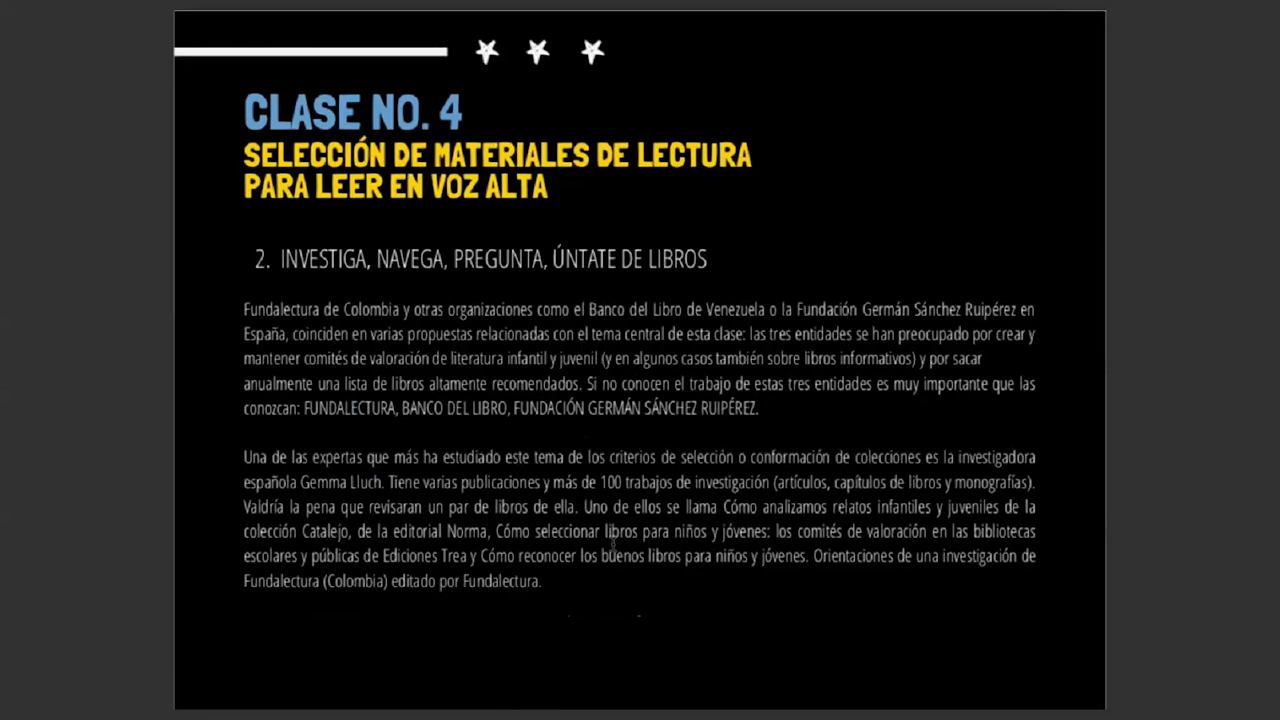 CLASE NO. 4
SELECCIÓN DE MATERIALES DE LECTURA
PARA LEER EN VOZ ALTA
2. INVESTIGA, NAVEGA, PREGUNTA, ÚNTATE DE LIBROS
Fundalectura de Colombia y otras organizaciones como el Banco del Libro de Venezuela o la Fundación Germán Sánchez Ruipérez en
España, coinciden en varias propuestas relacionadas con el tema central de esta clase: las tres entidades se han preocupado por crear y
mantener comités de valoración de literatura infantil y juvenil (y en algunos casos también sobre libros informativos) y por sacar
anualmente una lista de libros altamente recomendados. Si no conocen el trabajo de estas tres entidades es muy importante que las
conozcan: FUNDALECTURA, BANCO DEL LIBRO, FUNDACIÓN GERMÁN SÁNCHEZ RUIPÉREZ.
Una de las expertas que más ha estudiado este tema de los criterios de selección o conformación de colecciones es la investigadora
española Gemma Lluch. Tiene varias publicaciones y más de 100 trabajos de investigación (artículos, capítulos de libros y monografías).
Valdría la pena que revisaran un par de libros de ella. Uno de ellos se llama Cómo analizamos relatos infantiles y juveniles de la
colección Catalejo, de la editorial Norma, Cómo seleccionar libros para niños y jóvenes: los comités de valoración en las bibliotecas
escolares y públicas de Ediciones Trea y Cómo reconocer los buenos libros para niños y jóvenes. Orientaciones de una investigación de
Fundalectura (Colombia) editado por Fundalectura.